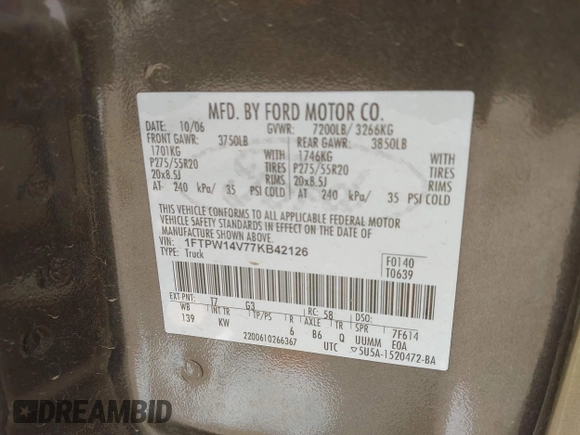 MFD. BY FORD MOTOR CO.
DATE: 10/06 GVWR: 7200LB/ 3266KG
FRONT GAWR: 3750LB REAR GAWR: 3850LB
1701KG WITH 1746KG WITH
P275/55R20 TIRES P275/55R20 TIRES
20x8.5J RIMS 20x8.5J RIMS
AT 240 kPa/ 35 PSI COLD AT 240 kPa/ 35 PSI COLD
THIS VEHICLE CONFORMS TO ALL APPLICABLE FEDERAL MOTOR
VEHICLE SAFETY STANDARDS IN EFFECT ON THE DATE OF
MANUFACTURE SHOWN ABOVE.
VIN: 1FTPW14V77KB42126
TYPE: Truck
F0140
T0639
EXT PNT: T7 G3 RC: 58 DSO:
WB INT TR TP/PS R AXLE TR SPR 7F614
139 KW 6 B6 Q UUMM E0A
2200610266367 UTC 5U5A-1520472-BA
DREAMBID